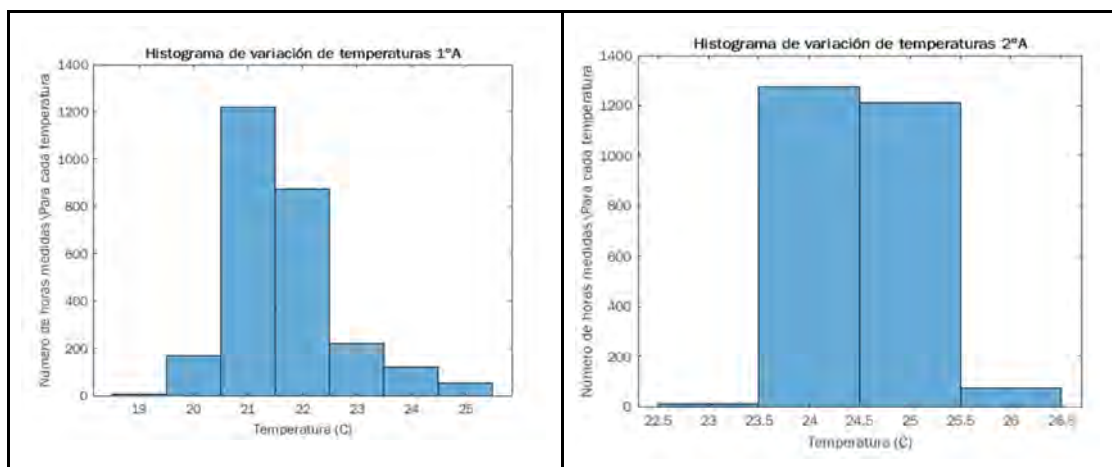 Histograma de variación de temperaturas 1ºA
Número de horas medidas \Para cada temperatura
1400
1200
1000
800
600
400
200
0
19 20 21 22 23 24 25
Temperatura (C)
Histograma de variación de temperaturas 2ºA
Número de horas medidas \Para cada temperatura
1400
1200
1000
800
600
400
200
0
22.5 23 23.5 24 24.5 25 25.5 26 26.5
Temperatura (C)